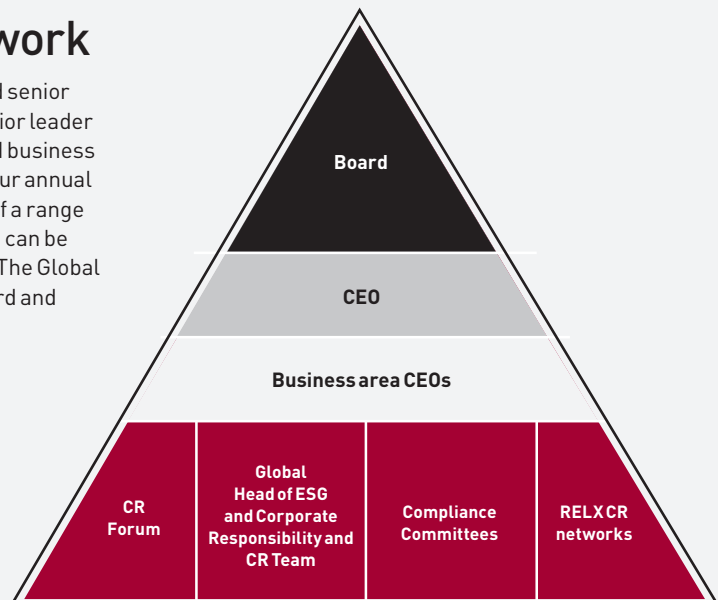 work
d senior
ior leader
d business
ur annual
f a range
can be
The Global
rd and
Board
CEO
Business area CEOs
CR
Forum
Global
Head of ESG
and Corporate
Responsibility and
CR Team
Compliance
Committees
RELX CR
networks